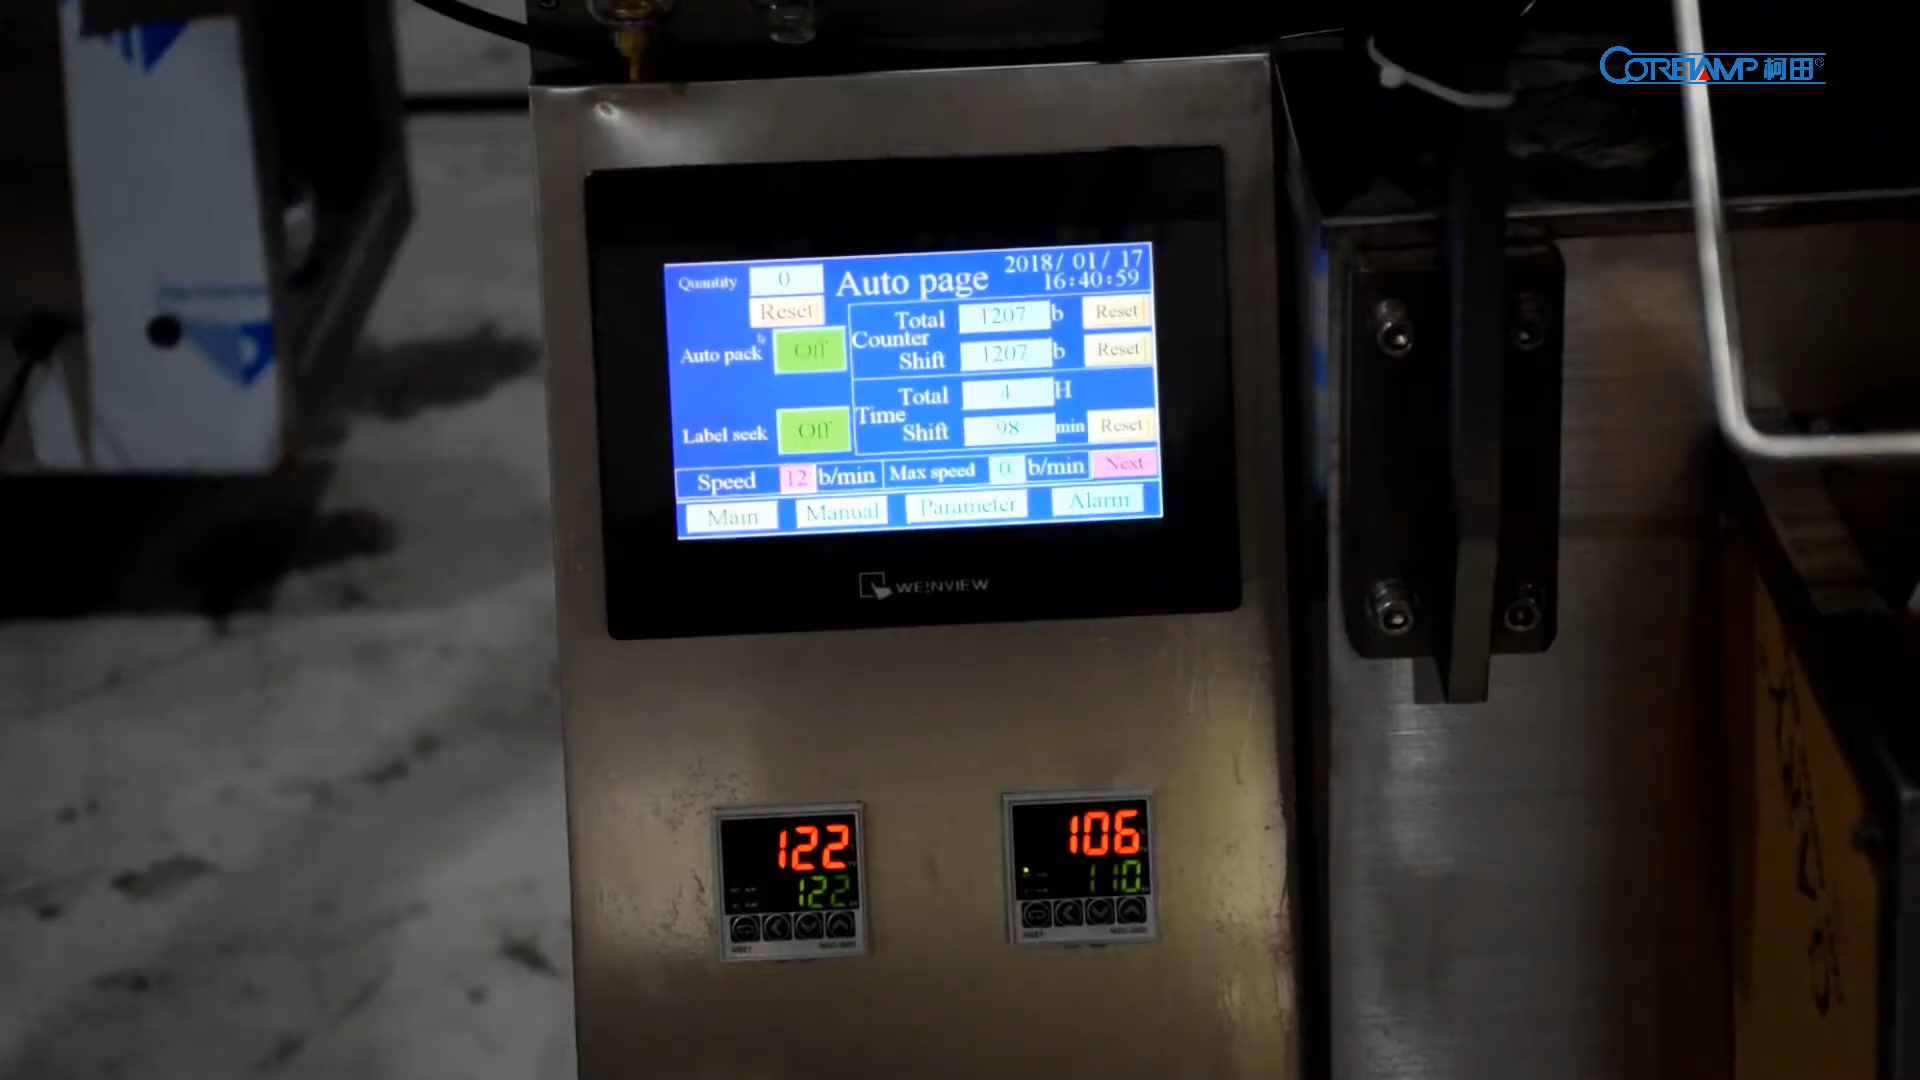 CORETAMP 柯田®
Quantity 0 Auto page 2018/ 01/ 17
16:40:59
Reset
Total 1207 b Reset
Counter
Auto pack Off
Shift 1207 b Reset
Total 4 H
Time
Label seek Off
Shift 98 min Reset
Speed 12 b/min Max speed 0 b/min Next
Main Manual Parameter Alarm
WEINVIEW
122
122
106
110